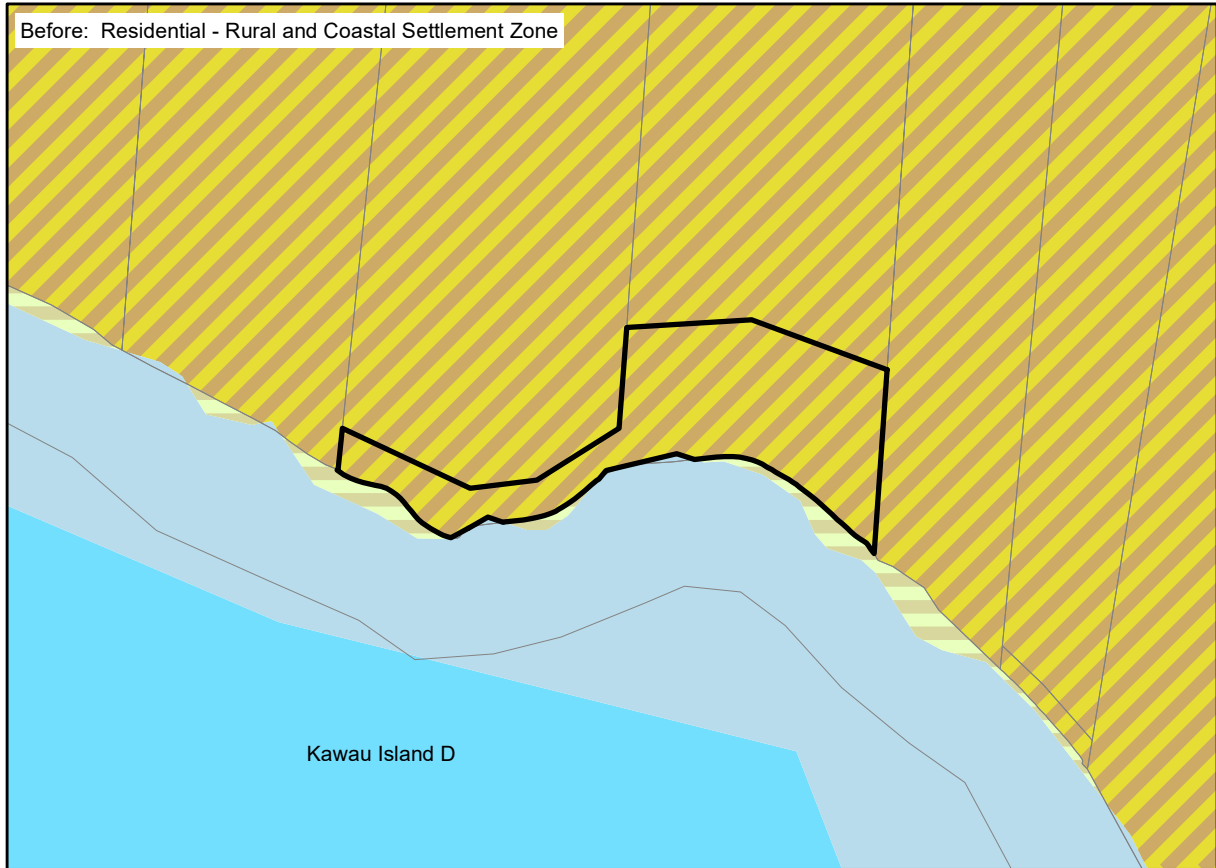 Before: Residential - Rural and Coastal Settlement Zone
Kawau Island D